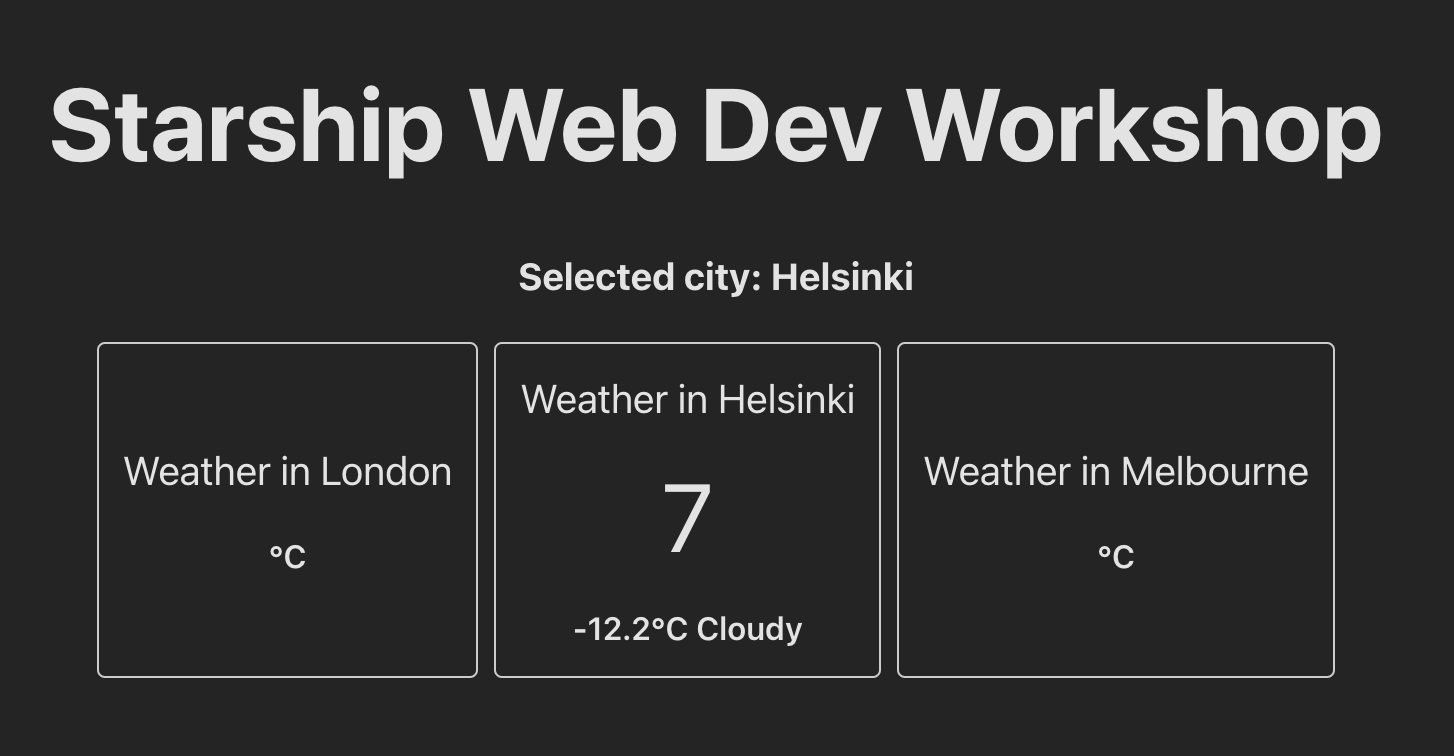 Starship Web Dev Workshop
Selected city: Helsinki
Weather in London
°C
Weather in Helsinki
7
-12.2°C Cloudy
Weather in Melbourne
°C